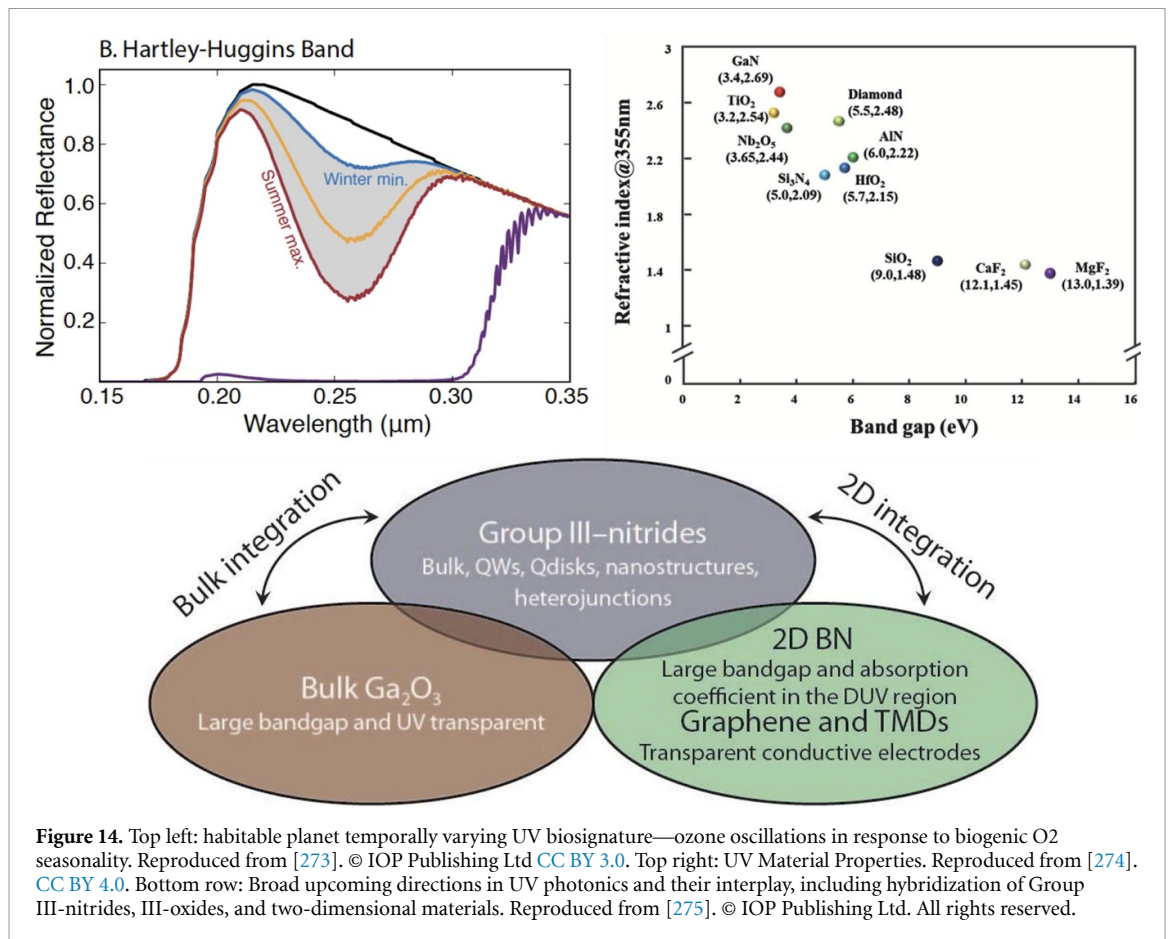 B. Hartley-Huggins Band
Normalized Reflectance
1.0
0.8
0.6
0.4
0.2
Winter min.
Summer max.
0.15
0.20
0.25
0.30
0.35
Wavelength (μm)
Refractive index@355nm
3
2.6
2.2
1.8
1.4
1
0
GaN
(3.4,2.69)
TiO₂
(3.2,2.54)
Nb₂O₅
(3.65,2.44)
Diamond
(5.5,2.48)
AlN
(6.0,2.22)
Si₃N₄
(5.0,2.09)
HfO₂
(5.7,2.15)
SiO₂
(9.0,1.48)
CaF₂
(12.1,1.45)
MgF₂
(13.0,1.39)
0
2
4
6
8
10
12
14
16
Band gap (eV)
Bulk integration
2D integration
Group III–nitrides
Bulk, QWs, Qdisks, nanostructures,
heterojunctions
Bulk Ga₂O₃
Large bandgap and UV transparent
2D BN
Large bandgap and absorption
coefficient in the DUV region
Graphene and TMDs
Transparent conductive electrodes
Figure 14. Top left: habitable planet temporally varying UV biosignature—ozone oscillations in response to biogenic O2
seasonality. Reproduced from [273]. © IOP Publishing Ltd CC BY 3.0. Top right: UV Material Properties. Reproduced from [274].
CC BY 4.0. Bottom row: Broad upcoming directions in UV photonics and their interplay, including hybridization of Group
III-nitrides, III-oxides, and two-dimensional materials. Reproduced from [275]. © IOP Publishing Ltd. All rights reserved.